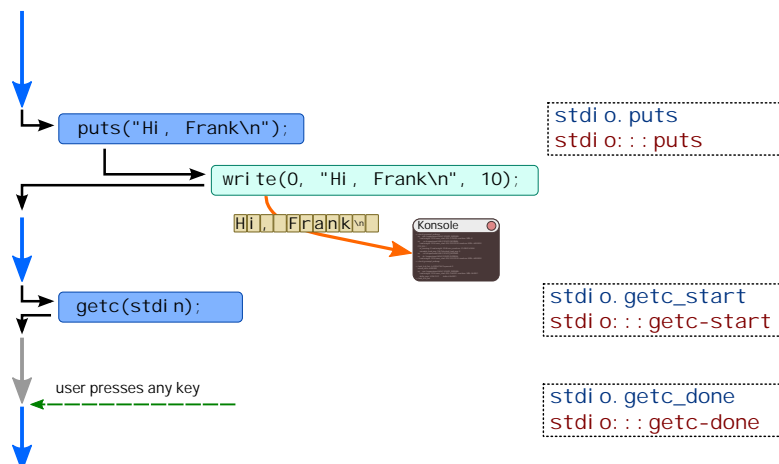 puts("Hi, Frank\n");
stdio.puts
stdio:::puts
write(0, "Hi, Frank\n", 10);
Hi, Frank\n
Konsole
getc(stdin);
stdio.getc_start
stdio:::getc-start
user presses any key
stdio.getc_done
stdio:::getc-done